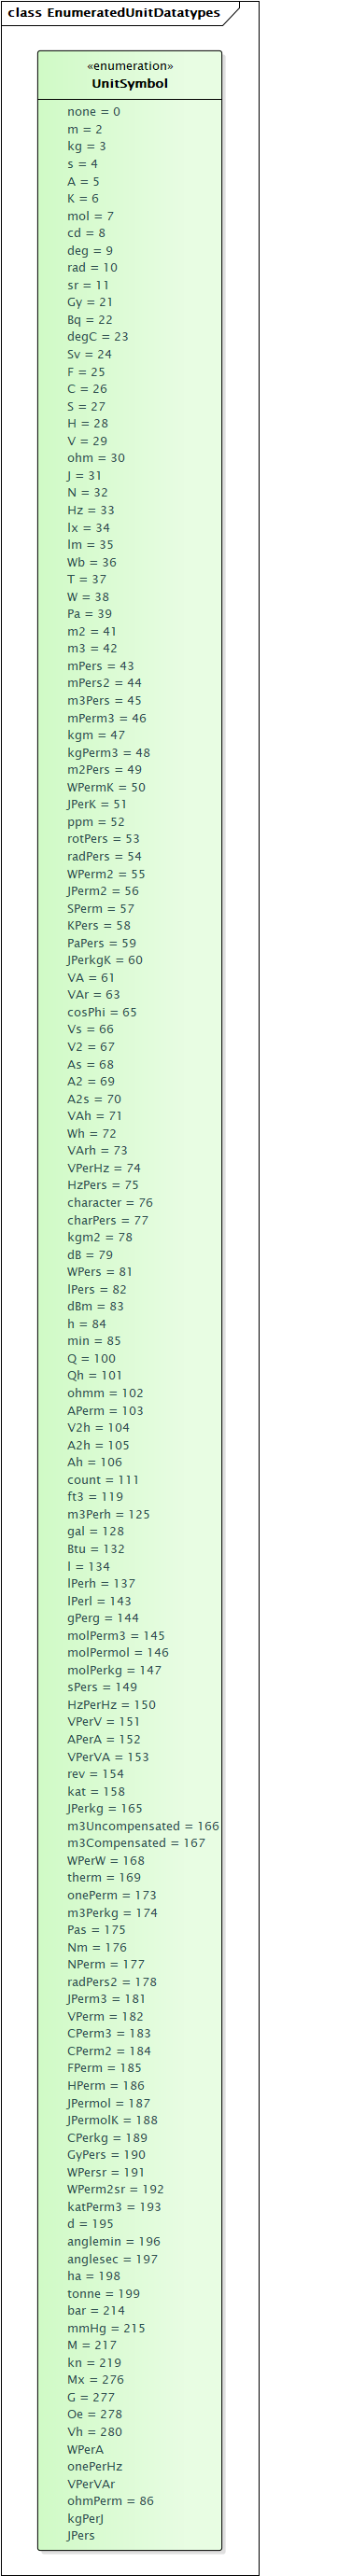 class EnumeratedUnitDatatypes
«enumeration»
UnitSymbol
none = 0
m = 2
kg = 3
s = 4
A = 5
K = 6
mol = 7
cd = 8
deg = 9
rad = 10
sr = 11
Gy = 21
Bq = 22
degC = 23
Sv = 24
F = 25
C = 26
S = 27
H = 28
V = 29
ohm = 30
J = 31
N = 32
Hz = 33
lx = 34
lm = 35
Wb = 36
T = 37
W = 38
Pa = 39
m2 = 41
m3 = 42
mPers = 43
mPers2 = 44
m3Pers = 45
mPerm3 = 46
kgm = 47
kgPerm3 = 48
m2Pers = 49
WPermK = 50
JPerK = 51
ppm = 52
rotPers = 53
radPers = 54
WPerm2 = 55
JPerm2 = 56
SPerm = 57
KPers = 58
PaPers = 59
JPerkgK = 60
VA = 61
VAr = 63
cosPhi = 65
Vs = 66
V2 = 67
As = 68
A2 = 69
A2s = 70
VAh = 71
Wh = 72
VArh = 73
VPerHz = 74
HzPers = 75
character = 76
charPers = 77
kgm2 = 78
dB = 79
WPers = 81
lPers = 82
dBm = 83
h = 84
min = 85
Q = 100
Qh = 101
ohmm = 102
APerm = 103
V2h = 104
A2h = 105
Ah = 106
count = 111
ft3 = 119
m3Perh = 125
gal = 128
Btu = 132
l = 134
lPerh = 137
lPerl = 143
gPerg = 144
molPerm3 = 145
molPermol = 146
molPerkg = 147
sPers = 149
HzPerHz = 150
VPerV = 151
APerA = 152
VPerVA = 153
rev = 154
kat = 158
JPerkg = 165
m3Uncompensated = 166
m3Compensated = 167
WPerW = 168
therm = 169
onePerm = 173
m3Perkg = 174
Pas = 175
Nm = 176
NPerm = 177
radPers2 = 178
JPerm3 = 181
VPerm = 182
CPerm3 = 183
CPerm2 = 184
FPerm = 185
HPerm = 186
JPermol = 187
JPermolK = 188
CPerkg = 189
GyPers = 190
WPersr = 191
WPerm2sr = 192
katPerm3 = 193
d = 195
anglemin = 196
anglesec = 197
ha = 198
tonne = 199
bar = 214
mmHg = 215
M = 217
kn = 219
Mx = 276
G = 277
Oe = 278
Vh = 280
WPerA
onePerHz
VPerVAr
ohmPerm = 86
kgPerJ
JPers